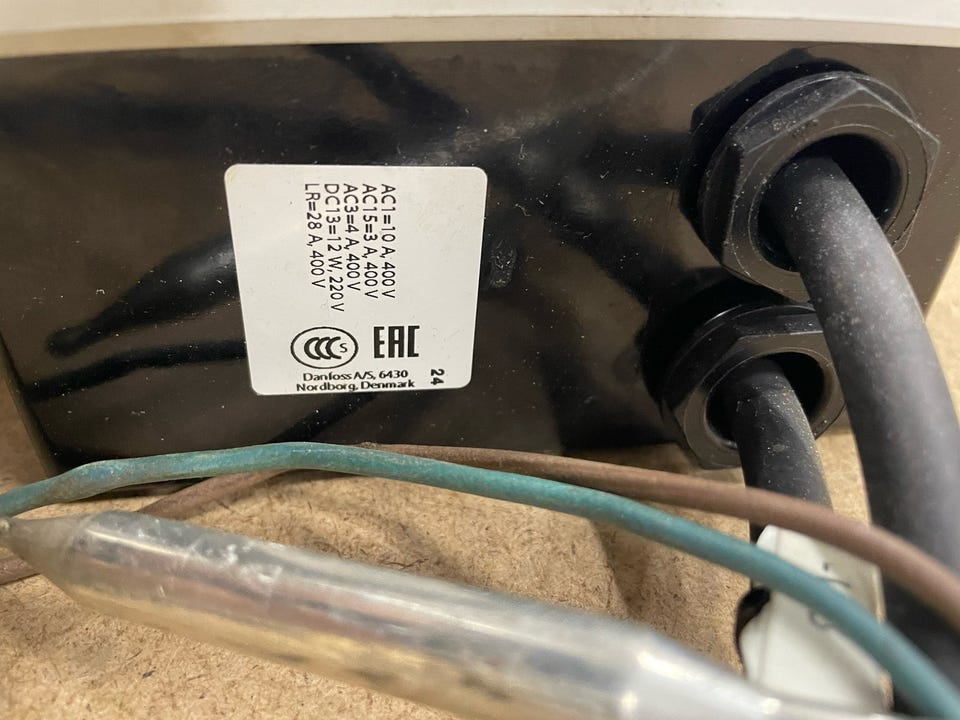 AC1=10 A, 400 V
AC15=3 A, 400 V
AC3=4 A, 400 V
DC13=12 W, 220 V
LR=28 A, 400 V
CCC S
EAC
Danfoss A/S, 6430
Nordborg, Denmark
24